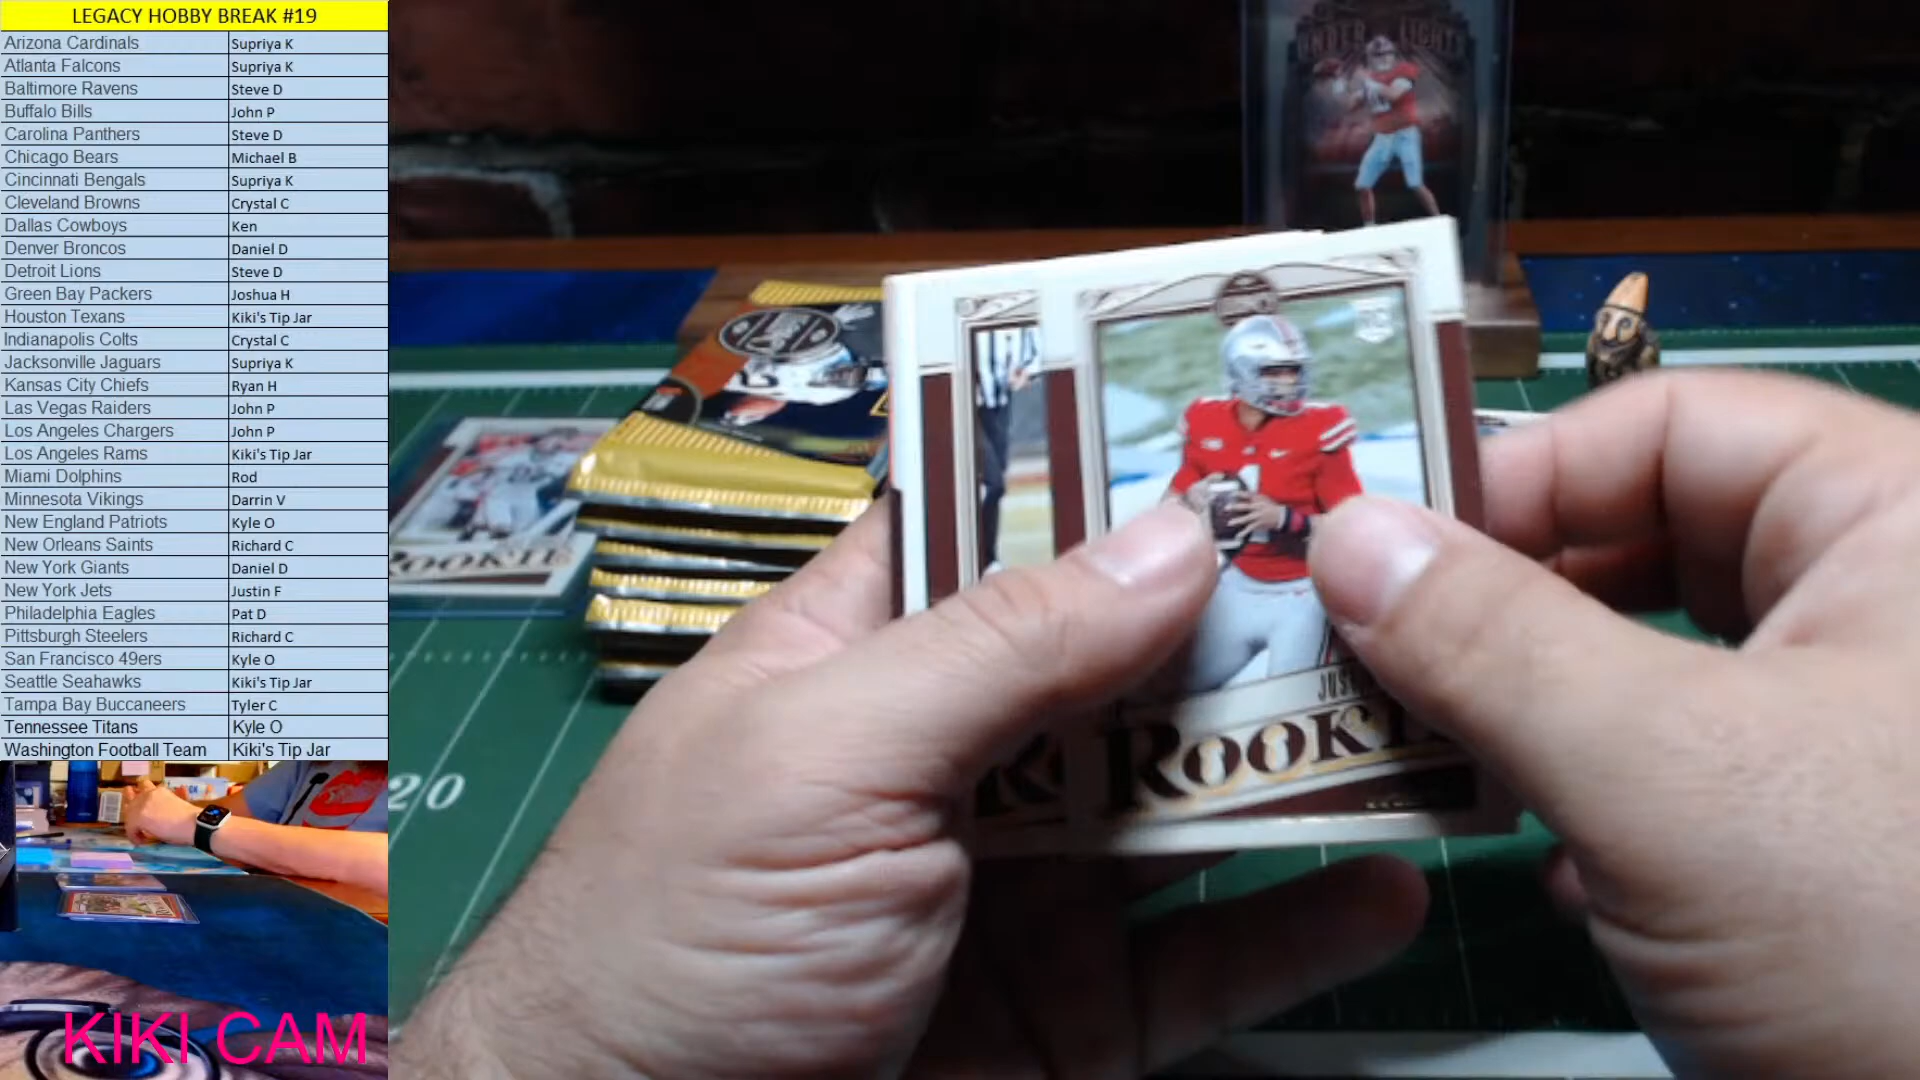 LEGACY HOBBY BREAK #19
Arizona Cardinals Supriya K
Atlanta Falcons Supriya K
Baltimore Ravens Steve D
Buffalo Bills John P
Carolina Panthers Steve D
Chicago Bears Michael B
Cincinnati Bengals Supriya K
Cleveland Browns Crystal C
Dallas Cowboys Ken
Denver Broncos Daniel D
Detroit Lions Steve D
Green Bay Packers Joshua H
Houston Texans Kiki's Tip Jar
Indianapolis Colts Crystal C
Jacksonville Jaguars Supriya K
Kansas City Chiefs Ryan H
Las Vegas Raiders John P
Los Angeles Chargers John P
Los Angeles Rams Kiki's Tip Jar
Miami Dolphins Rod
Minnesota Vikings Darrin V
New England Patriots Kyle O
New Orleans Saints Richard C
New York Giants Daniel D
New York Jets Justin F
Philadelphia Eagles Pat D
Pittsburgh Steelers Richard C
San Francisco 49ers Kyle O
Seattle Seahawks Kiki's Tip Jar
Tampa Bay Buccaneers Tyler C
Tennessee Titans Kyle O
Washington Football Team Kiki's Tip Jar
KIKI CAM
UNDER LIGHTS
ROOKIE
20
JUS
ROOKI